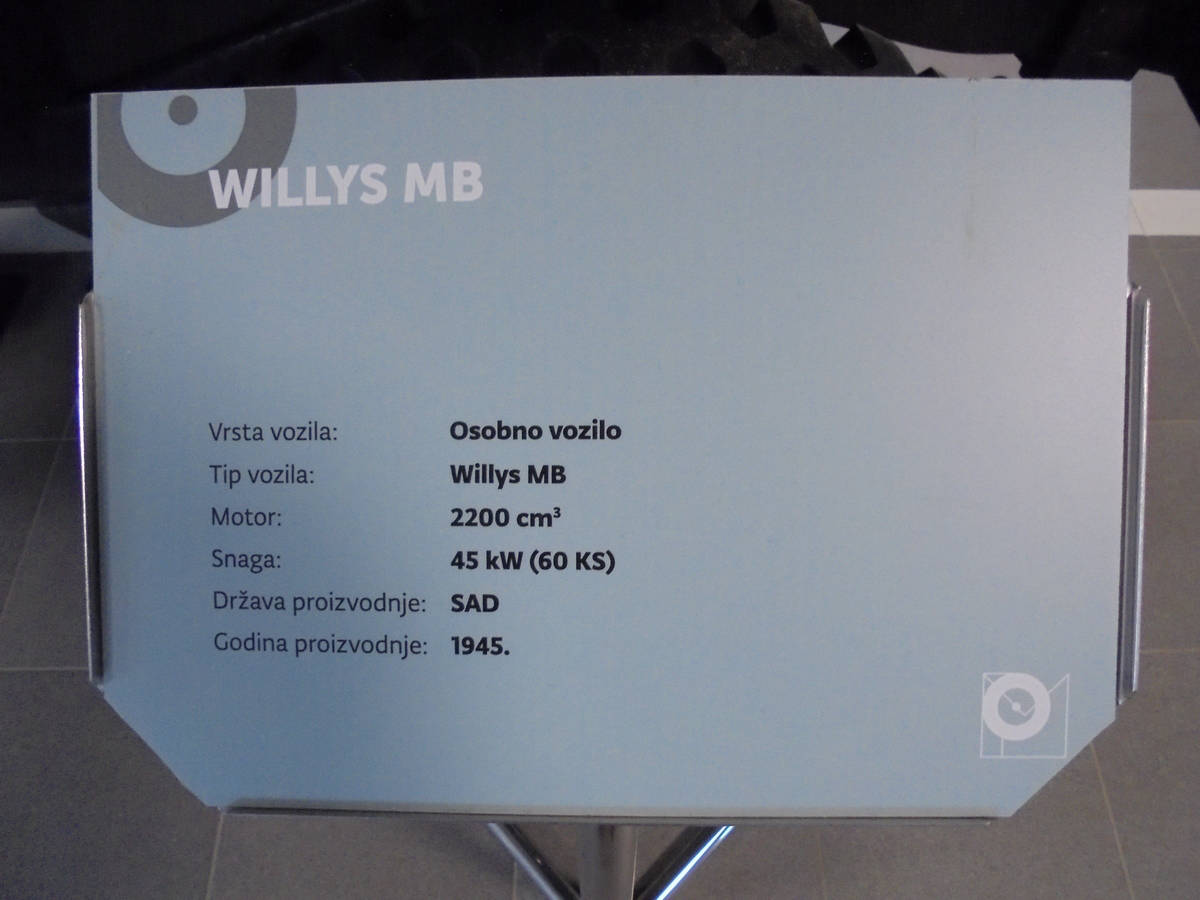 WILLYS MB
Vrsta vozila: Osobno vozilo
Tip vozila: Willys MB
Motor: 2200 cm³
Snaga: 45 kW (60 KS)
Država proizvodnje: SAD
Godina proizvodnje: 1945.